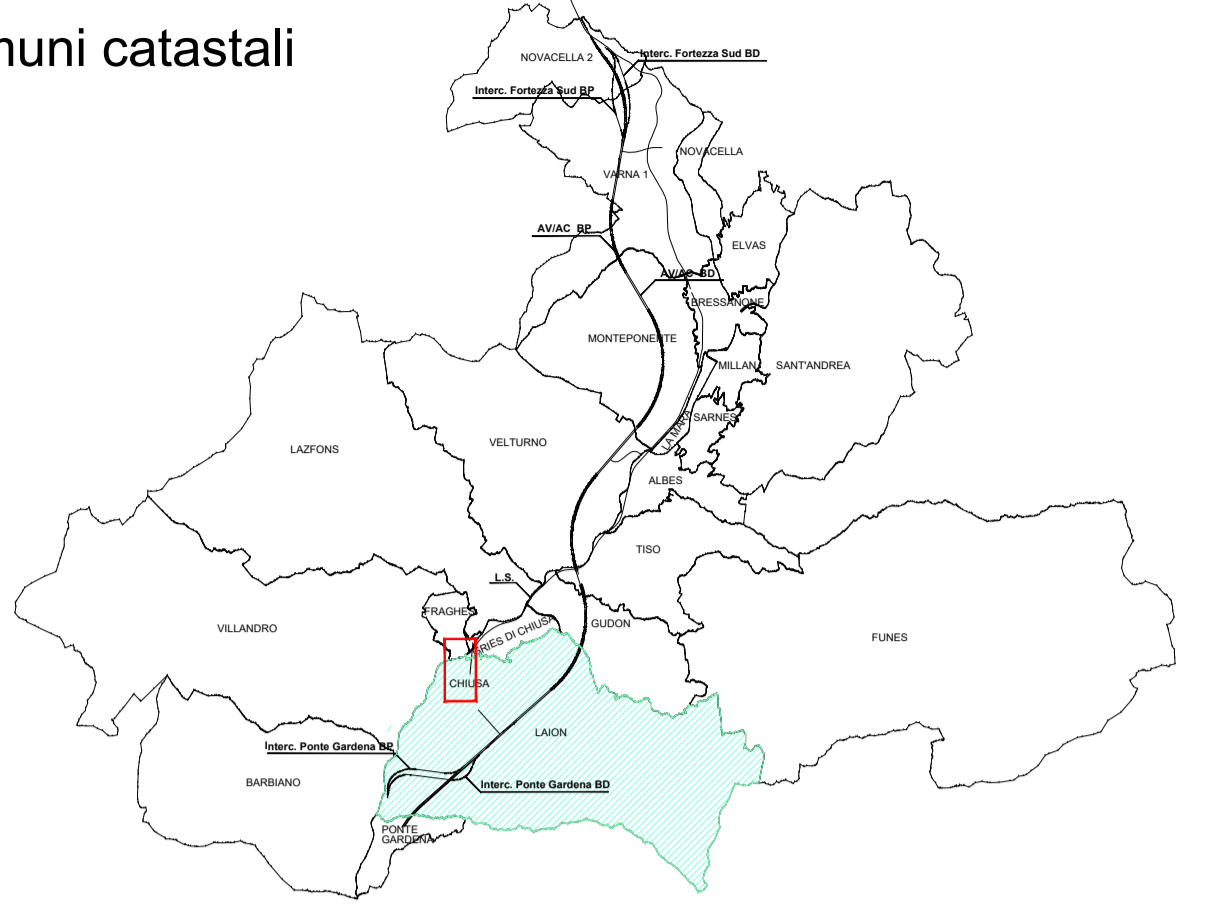 muni catastali
NOVACELLA 2
Interc. Fortezza Sud BD
Interc. Fortezza Sud BP
NOVACELLA
VARNA 1
AV/AC BP
ELVAS
AV/AC BD
BRESSANONE
MONTEPONENTE
MILLAN
SANT'ANDREA
SARNES
LA MARA
VELTURNO
LAZFONS
ALBES
TISO
L.S.
FRAGHES
GRIES DI CHIUSA
GUDON
VILLANDRO
FUNES
CHIUSA
LAION
Interc. Ponte Gardena BP
BARBIANO
Interc. Ponte Gardena BD
PONTE
GARDENA